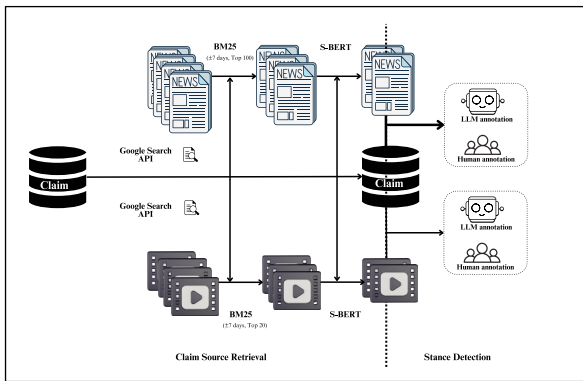 BM25
(±7 days, Top 100)
S-BERT
NEWS
NEWS
NEWS
NEWS
NEWS
NEWS
NEWS
NEWS
NEWS
LLM annotation
Human annotation
Google Search
API
Claim
Claim
Google Search
API
LLM annotation
Human annotation
BM25
(±7 days, Top 20)
S-BERT
Claim Source Retrieval
Stance Detection